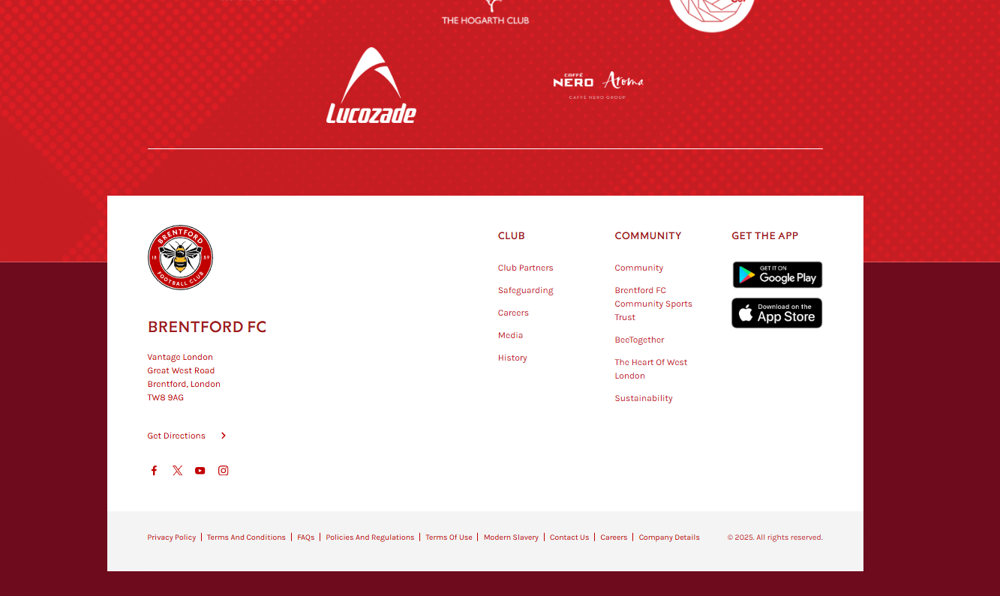 THE HOGARTH CLUB
Lucozade
CAFFÈ
NERO Aroma
CAFFÈ NERO GROUP
BRENTFORD
18 89
FOOTBALL CLUB
BRENTFORD FC
Vantage London
Great West Road
Brentford, London
TW8 9AG
Get Directions
CLUB
Club Partners
Safeguarding
Careers
Media
History
COMMUNITY
Community
Brentford FC
Community Sports
Trust
BeeTogether
The Heart Of West
London
Sustainability
GET THE APP
GET IT ON
Google Play
Download on the
App Store
Privacy Policy | Terms And Conditions | FAQs | Policies And Regulations | Terms Of Use | Modern Slavery | Contact Us | Careers | Company Details © 2025. All rights reserved.